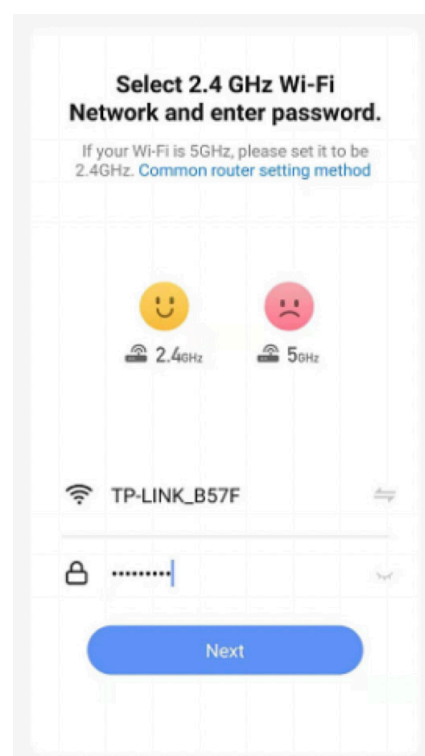 Select 2.4 GHz Wi-Fi
Network and enter password.
If your Wi-Fi is 5GHz, please set it to be
2.4GHz. Common router setting method
2.4GHz 5GHz
TP-LINK_B57F
•••••••••
Next